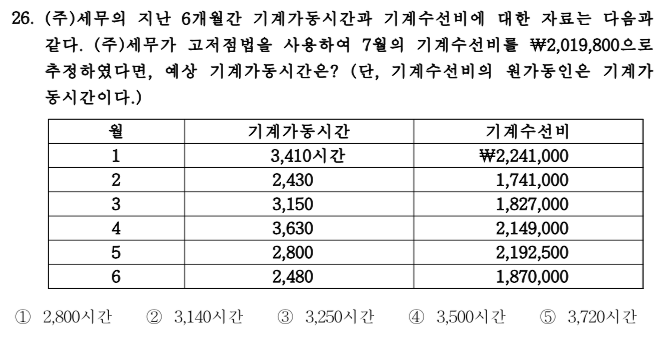 26. (주)세무의 지난 6개월간 기계가동시간과 기계수선비에 대한 자료는 다음과
같다. (주)세무가 고저점법을 사용하여 7월의 기계수선비를 ₩2,019,800으로
추정하였다면, 예상 기계가동시간은? (단, 기계수선비의 원가동인은 기계가
동시간이다.)
월 기계가동시간 기계수선비
1 3,410시간 ₩2,241,000
2 2,430 1,741,000
3 3,150 1,827,000
4 3,630 2,149,000
5 2,800 2,192,500
6 2,480 1,870,000
① 2,800시간 ② 3,140시간 ③ 3,250시간 ④ 3,500시간 ⑤ 3,720시간